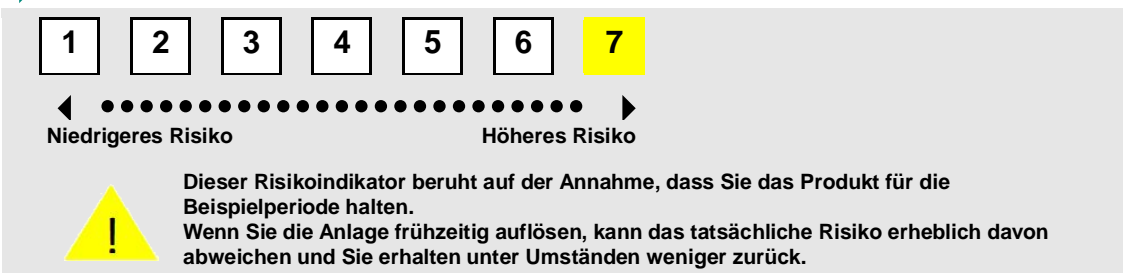 1 2 3 4 5 6 7
Niedrigeres Risiko Höheres Risiko
Dieser Risikoindikator beruht auf der Annahme, dass Sie das Produkt für die
Beispielperiode halten.
!
Wenn Sie die Anlage frühzeitig auflösen, kann das tatsächliche Risiko erheblich davon
abweichen und Sie erhalten unter Umständen weniger zurück.